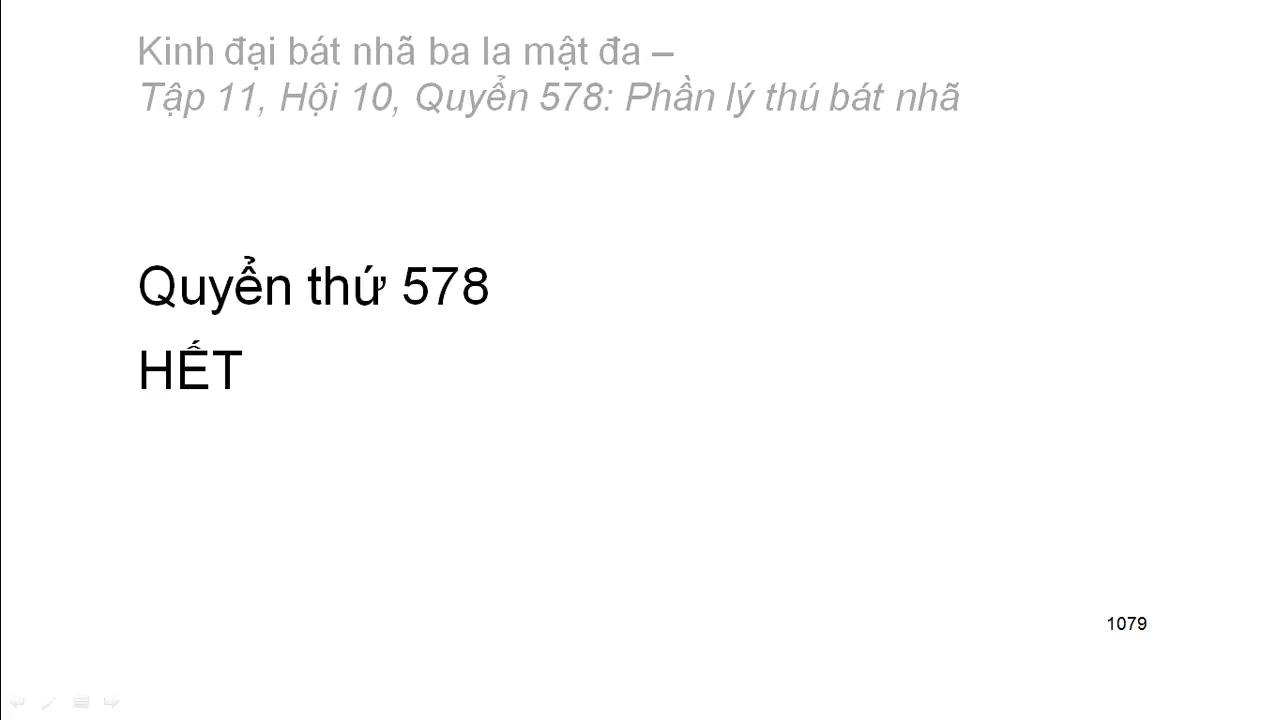 Kinh đại bát nhã ba la mật đa –
Tập 11, Hội 10, Quyển 578: Phần lý thú bát nhã
Quyển thứ 578
HẾT
1079